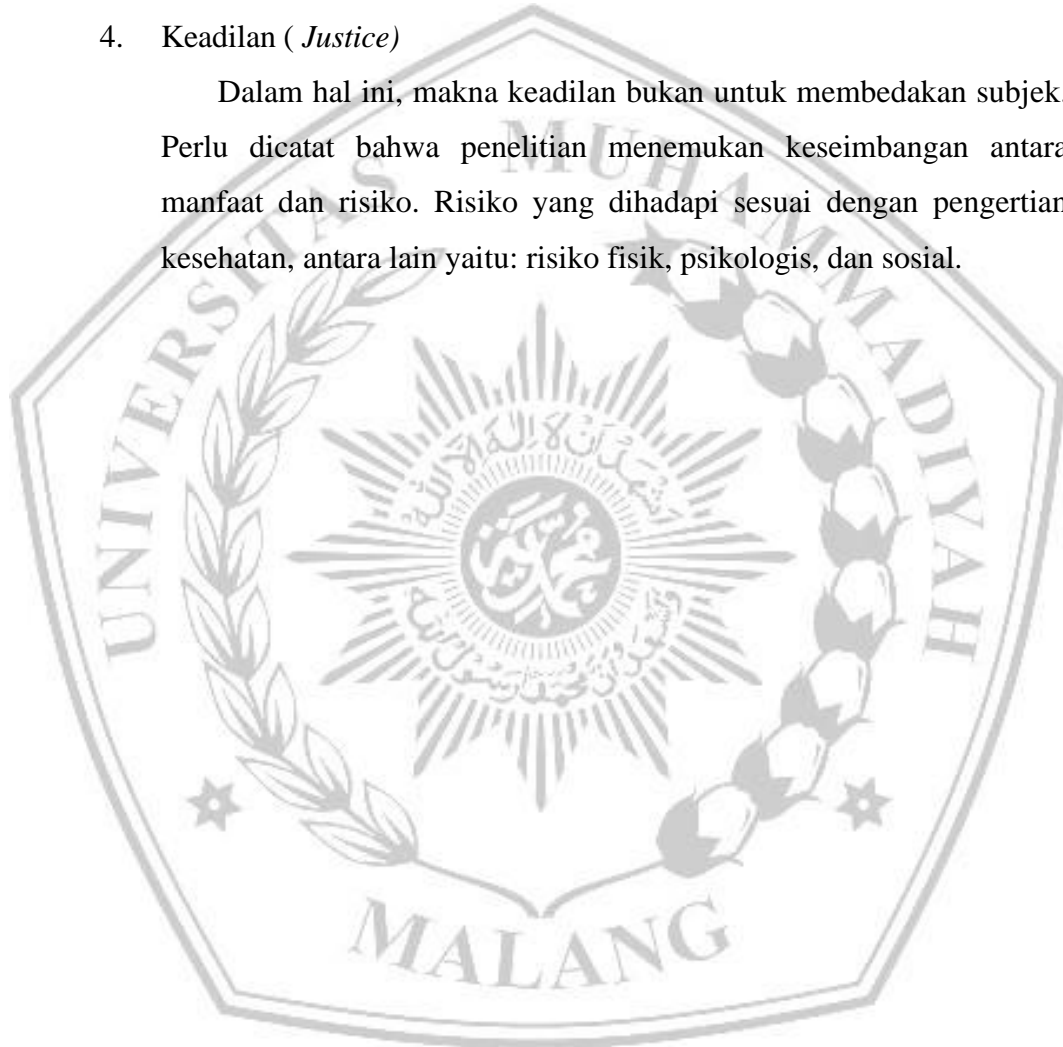 4. Keadilan ( Justice)
Dalam hal ini, makna keadilan bukan untuk membedakan subjek.
Perlu dicatat bahwa penelitian menemukan keseimbangan antara
manfaat dan risiko. Risiko yang dihadapi sesuai dengan pengertian
kesehatan, antara lain yaitu: risiko fisik, psikologis, dan sosial.
UNIVERSITAS MUHAMMADIYAH
MALANG